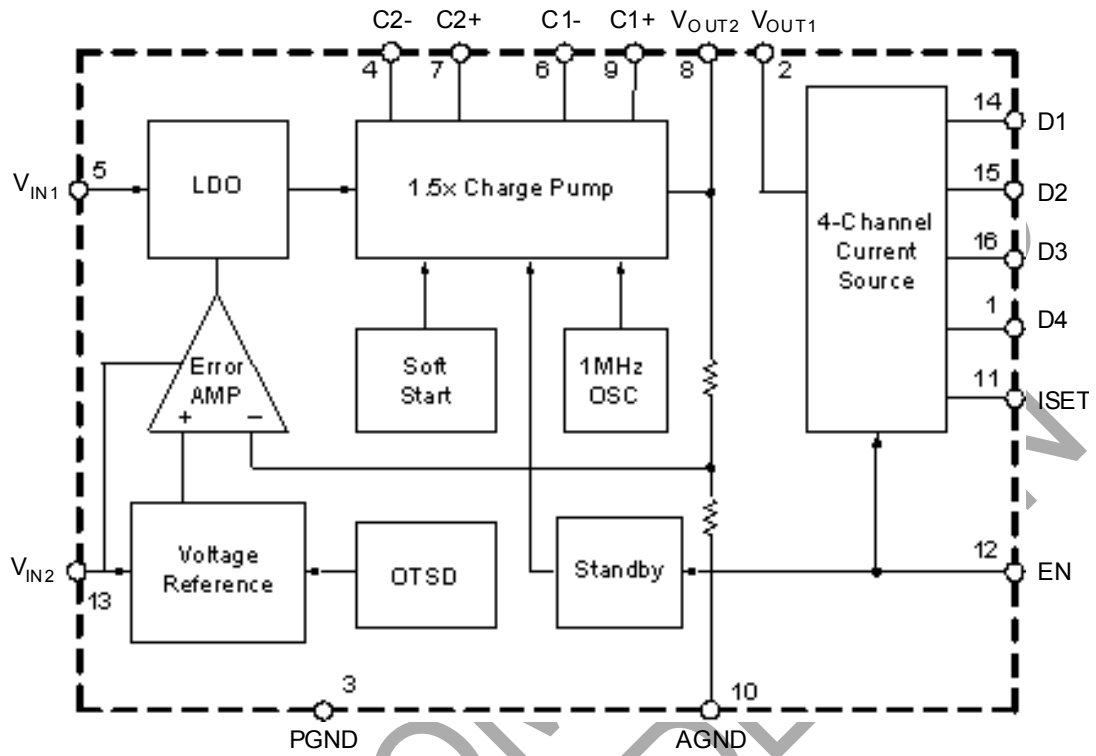 C2- C2+ C1- C1+ VOUT2 VOUT1
4 7 6 9 8 2
14 D1
VIN1 5
LDO
1.5x Charge Pump
15 D2
4-Channel
Current
Source
16 D3
1 D4
Error
AMP
+ −
Soft
Start
1MHz
OSC
11 ISET
VIN2
13
Voltage
Reference
OTSD
Standby
12 EN
3
10
PGND
AGND